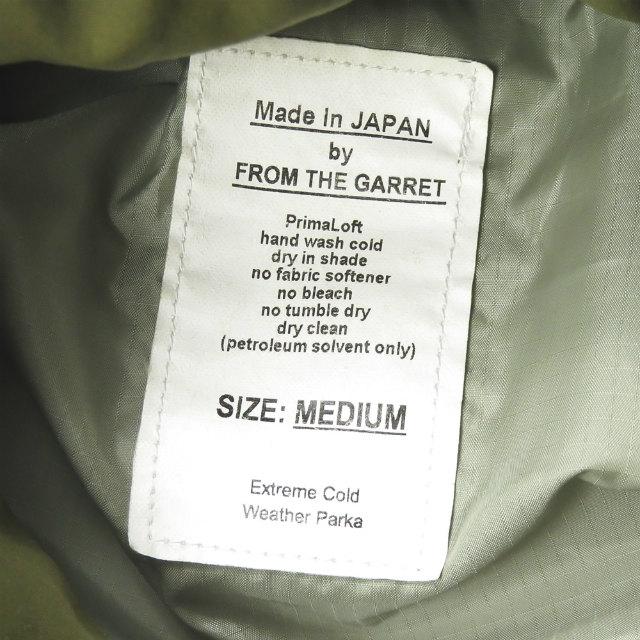 Made In JAPAN
by
FROM THE GARRET
PrimaLoft
hand wash cold
dry in shade
no fabric softener
no bleach
no tumble dry
dry clean
(petroleum solvent only)
SIZE: MEDIUM
Extreme Cold
Weather Parka